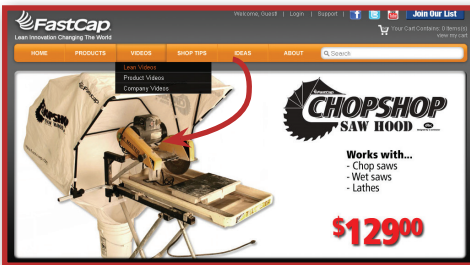 Welcome, Guest! | Login | Support
Join Our List
FastCap
Lean Innovation Changing The World
Your Cart Contains: 0 Item(s)
view my cart
HOME PRODUCTS VIDEOS SHOP TIPS IDEAS ABOUT Search
Lean Videos
Product Videos
Company Videos
FastCap
CHOPSHOP
SAW HOOD
Works with...
- Chop saws
- Wet saws
- Lathes
$12900